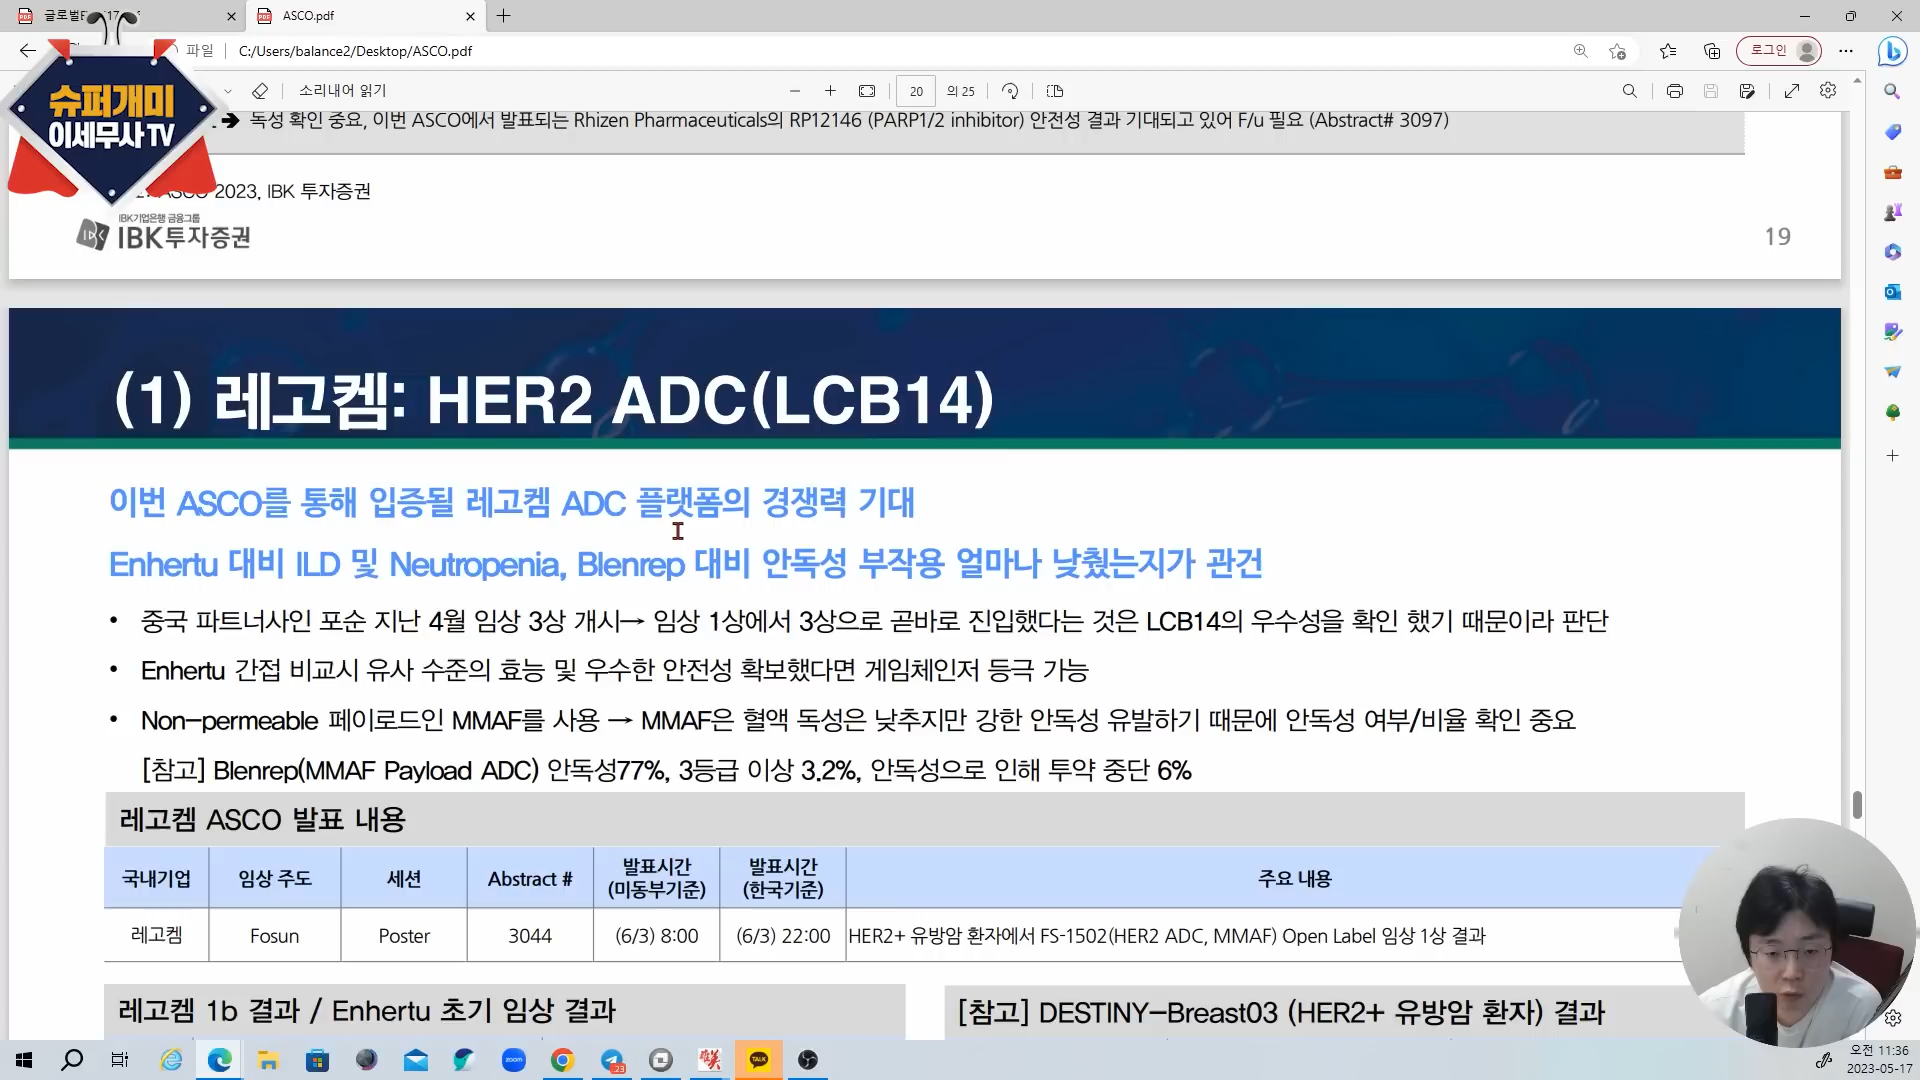 ASCO.pdf
파일
C:/Users/balance2/Desktop/ASCO.pdf
로그인
슈퍼개미
이세무사TV
소리내어 읽기
20
의 25
➔ 독성 확인 중요, 이번 ASCO에서 발표되는 Rhizen Pharmaceuticals의 RP12146 (PARP1/2 inhibitor) 안전성 결과 기대되고 있어 F/u 필요 (Abstract# 3097)
ASCO 2023, IBK 투자증권
IBK기업은행 금융그룹
IBK투자증권
19
(1) 레고켐: HER2 ADC(LCB14)
이번 ASCO를 통해 입증될 레고켐 ADC 플랫폼의 경쟁력 기대
Enhertu 대비 ILD 및 Neutropenia, Blenrep 대비 안독성 부작용 얼마나 낮췄는지가 관건
• 중국 파트너사인 포순 지난 4월 임상 3상 개시→ 임상 1상에서 3상으로 곧바로 진입했다는 것은 LCB14의 우수성을 확인 했기 때문이라 판단
• Enhertu 간접 비교시 유사 수준의 효능 및 우수한 안전성 확보했다면 게임체인저 등극 가능
• Non-permeable 페이로드인 MMAF를 사용 → MMAF은 혈액 독성은 낮추지만 강한 안독성 유발하기 때문에 안독성 여부/비율 확인 중요
[참고] Blenrep(MMAF Payload ADC) 안독성77%, 3등급 이상 3.2%, 안독성으로 인해 투약 중단 6%
레고켐 ASCO 발표 내용
국내기업 임상 주도 세션 Abstract # 발표시간 (미동부기준) 발표시간 (한국기준) 주요 내용
레고켐 Fosun Poster 3044 (6/3) 8:00 (6/3) 22:00 HER2+ 유방암 환자에서 FS-1502(HER2 ADC, MMAF) Open Label 임상 1상 결과
레고켐 1b 결과 / Enhertu 초기 임상 결과
[참고] DESTINY-Breast03 (HER2+ 유방암 환자) 결과
zoom
23
TALK
오전 11:36
2023-05-17